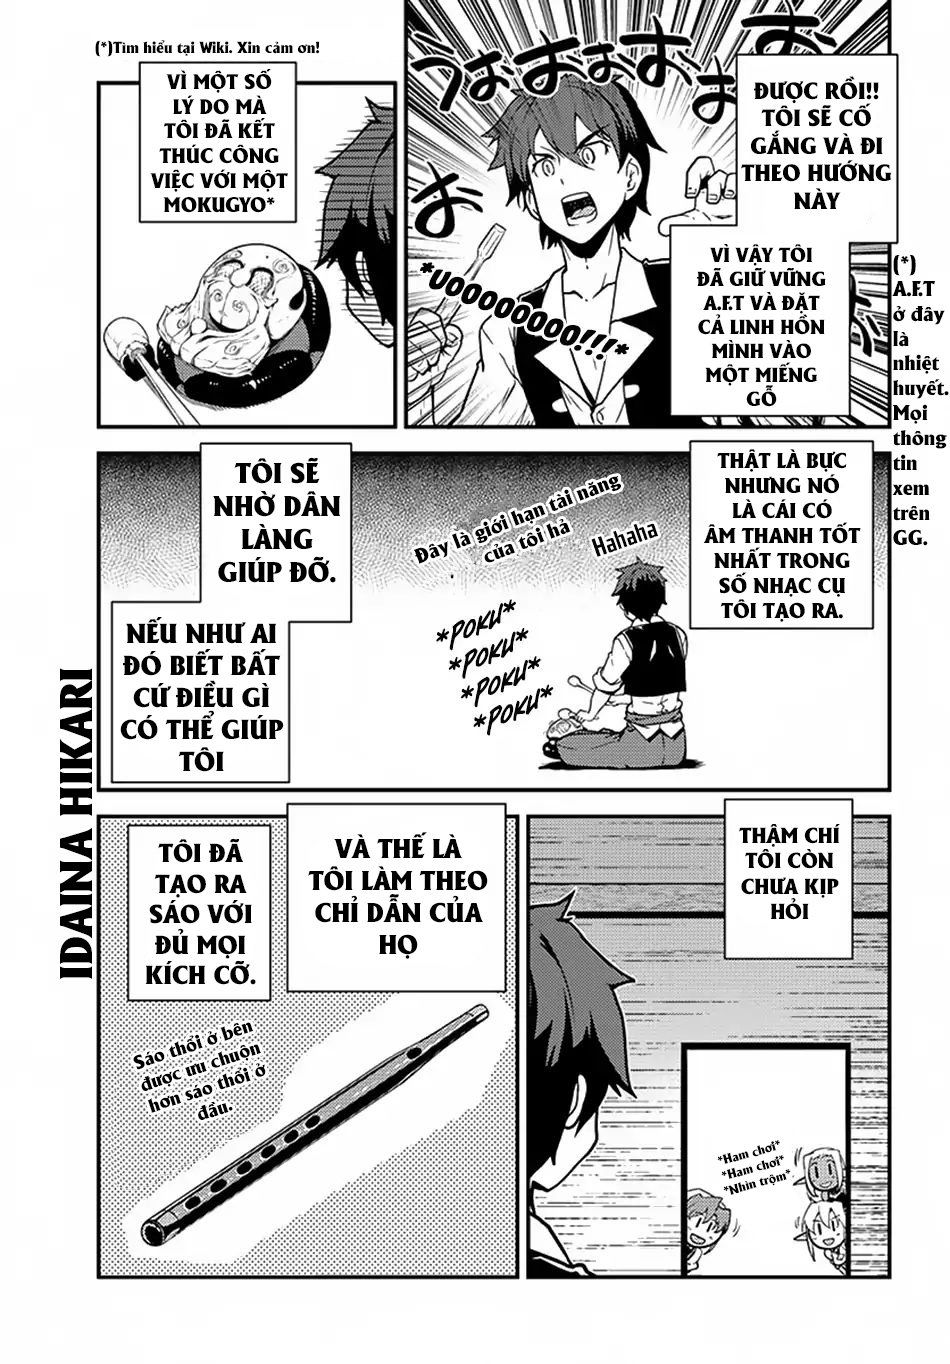 ĐƯỢC RỒI!!
TÔI SẼ CỐ
GẮNG VÀ ĐI
THEO HƯỚNG
NÀY
うぉおおぉおおおおお
VÌ VẬY TÔI
ĐÃ GIỮ VỮNG
A.F.T VÀ ĐẶT
CẢ LINH HỒN
MÌNH VÀO
MỘT MIẾNG
GỖ
*UOOOOOOOO!!!*
(*)
A.F.T
ở đây
là
nhiệt
huyết.
Mọi
thông
tin
xem
trên
GG.
(*)Tìm hiểu tại Wiki. Xin cảm ơn!
VÌ MỘT SỐ
LÝ DO MÀ
TÔI ĐÃ KẾT
THÚC CÔNG
VIỆC VỚI MỘT
MOKUGYO*
THẬT LÀ BỰC
NHƯNG NÓ
LÀ CÁI CÓ
ÂM THANH TỐT
NHẤT TRONG
SỐ NHẠC CỤ
TÔI TẠO RA.
Đây là giới hạn tài năng
của tôi hả
Hahaha
*POKU*
*POKU*
*POKU*
*POKU*
TÔI SẼ
NHỜ DÂN
LÀNG
GIÚP ĐỠ.
NẾU NHƯ AI
ĐÓ BIẾT BẤT
CỨ ĐIỀU GÌ
CÓ THỂ GIÚP
TÔI
IDAINA HIKARI
THẬM CHÍ
TÔI CÒN
CHƯA KỊP
HỎI
*Ham chơi*
*Ham chơi*
*Nhìn trộm*
VÀ THẾ LÀ
TÔI LÀM THEO
CHỈ DẪN CỦA
HỌ
TÔI ĐÃ
TẠO RA
SÁO VỚI
ĐỦ MỌI
KÍCH CỠ.
Sáo thổi ở bên
được ưu chuôn
hơn sáo thổi ở
đầu.